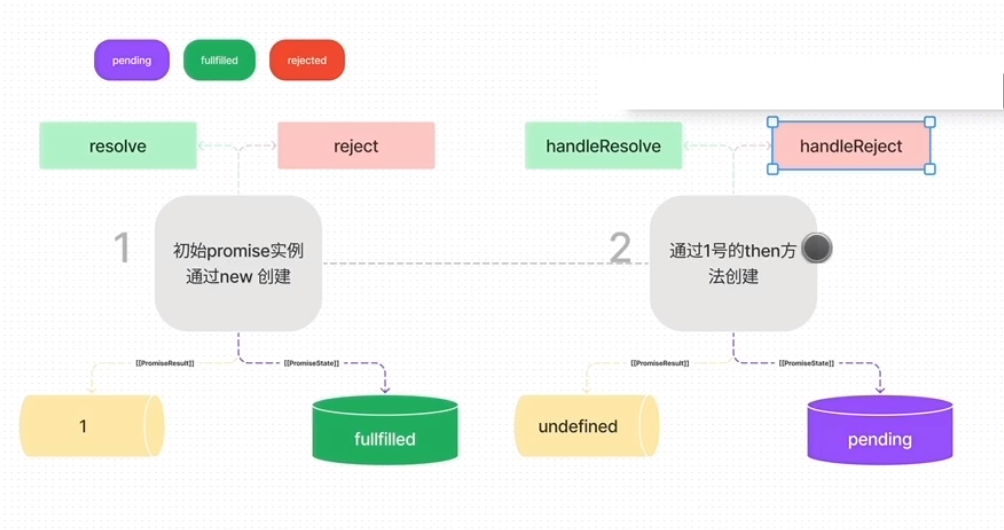 pending
fullfilled
rejected
resolve
reject
handleResolve
handleReject
1
初始promise实例
通过new 创建
2
通过1号的then方
法创建
[[PromiseResult]]
[[PromiseState]]
[[PromiseResult]]
[[PromiseState]]
1
fullfilled
undefined
pending